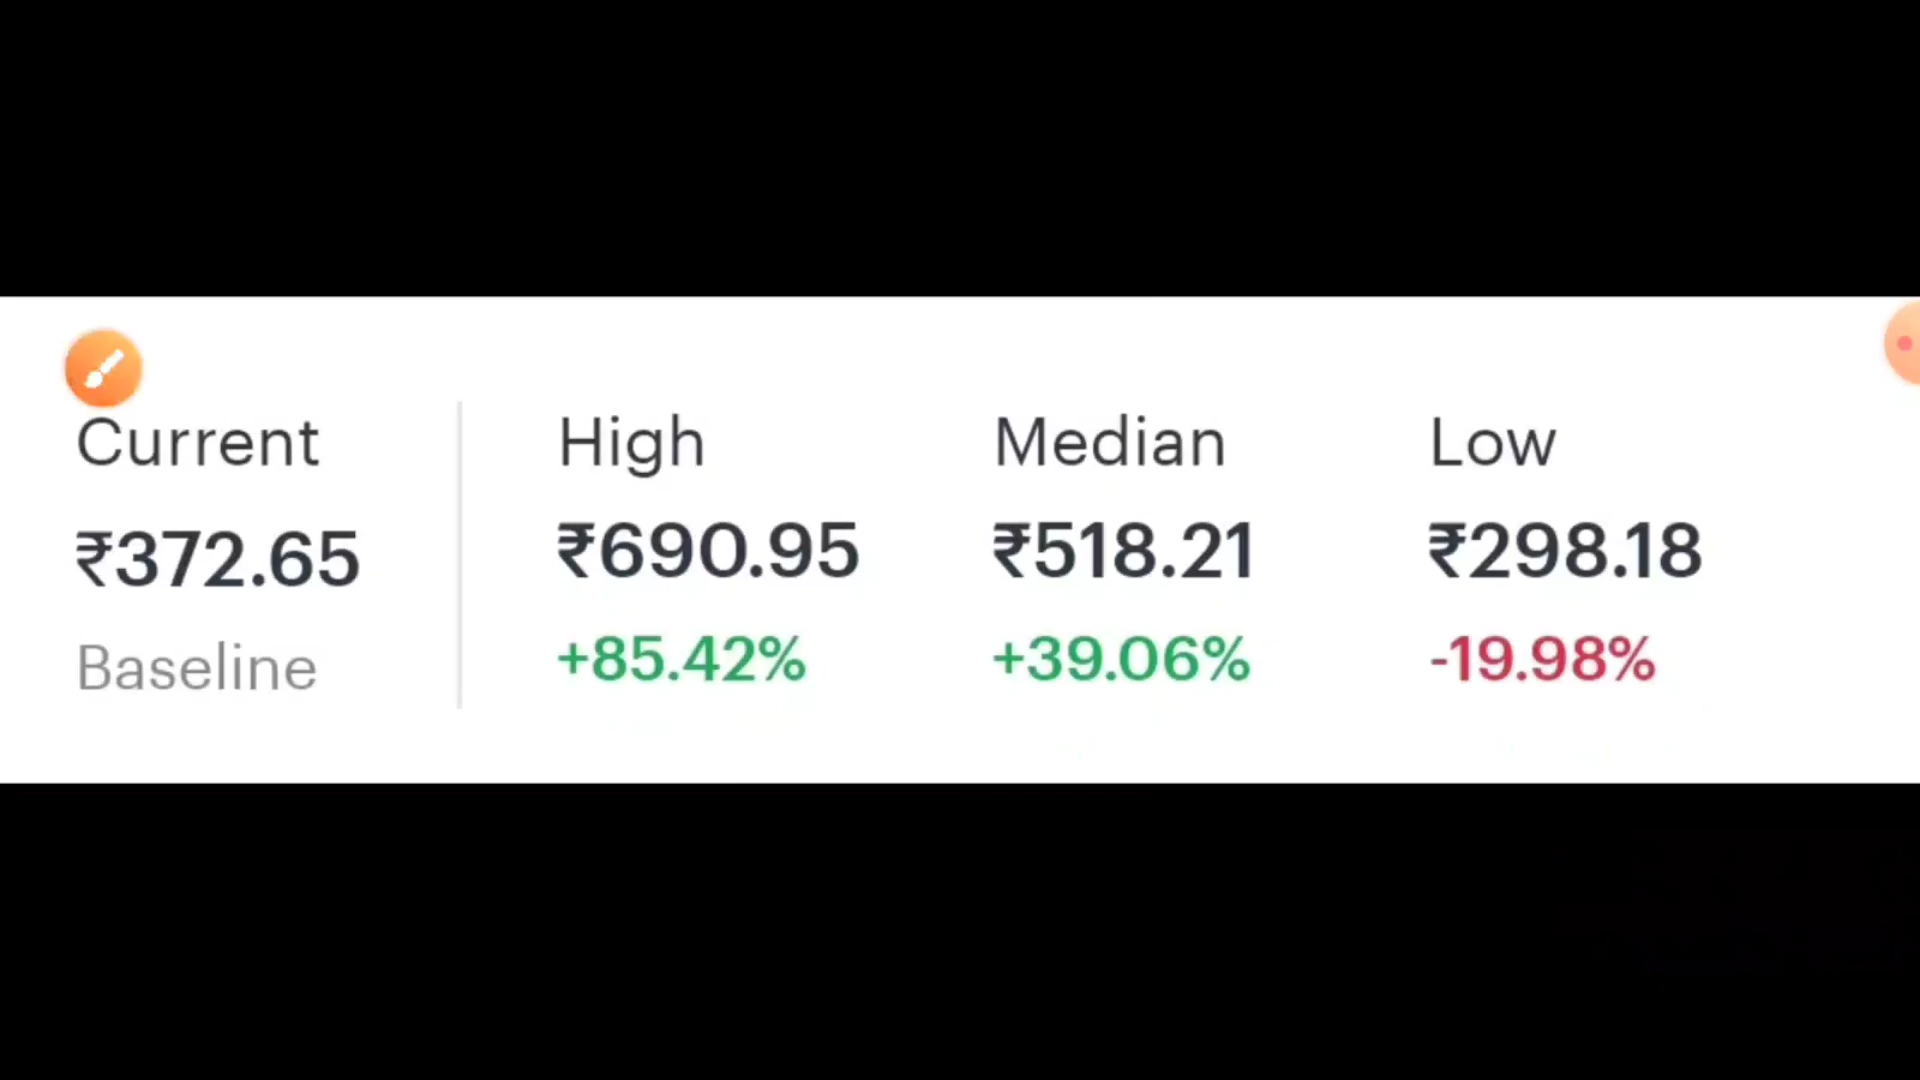 Current High Median Low
₹372.65 ₹690.95 ₹518.21 ₹298.18
Baseline +85.42% +39.06% -19.98%